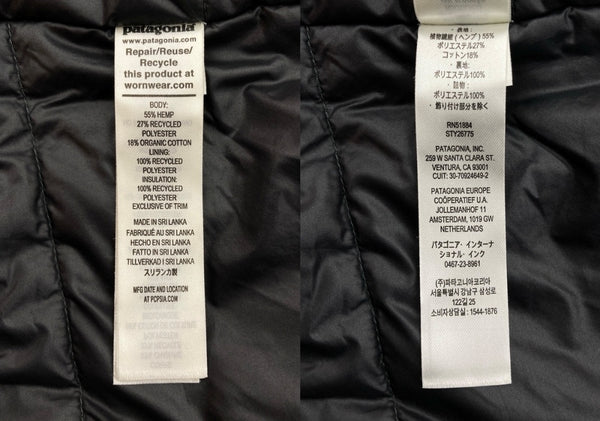 patagonia
www.patagonia.com
Repair/Reuse/
Recycle
this product at
wornwear.com
BODY:
55% HEMP
27% RECYCLED
POLYESTER
18% ORGANIC COTTON
LINING:
100% RECYCLED
POLYESTER
INSULATION:
100% RECYCLED
POLYESTER
EXCLUSIVE OF TRIM
MADE IN SRI LANKA
FABRIQUÉ AU SRI LANKA
HECHO EN SRI LANKA
FATTO IN SRI LANKA
TILLVERKAD I SRI LANKA
スリランカ製
MFG DATE AND LOCATION
AT PCPSIA.COM
・表地:
植物繊維(ヘンプ) 55%
ポリエステル27%
コットン18%
・裏地:
ポリエステル100%
・詰物:
ポリエステル100%
・飾り付け部分を除く
RN51884
STY26775
PATAGONIA, INC.
259 W SANTA CLARA ST.
VENTURA, CA 93001
CUIT: 30-70924649-2
PATAGONIA EUROPE
COÖPERATIEF U.A.
JOLLEMANHOF 11
AMSTERDAM, 1019 GW
NETHERLANDS
パタゴニア・インターナ
ショナル・インク
0467-23-8961
(주)파타고니아코리아
서울특별시 강남구 삼성로
122길 25
소비자상담실: 1544-1876